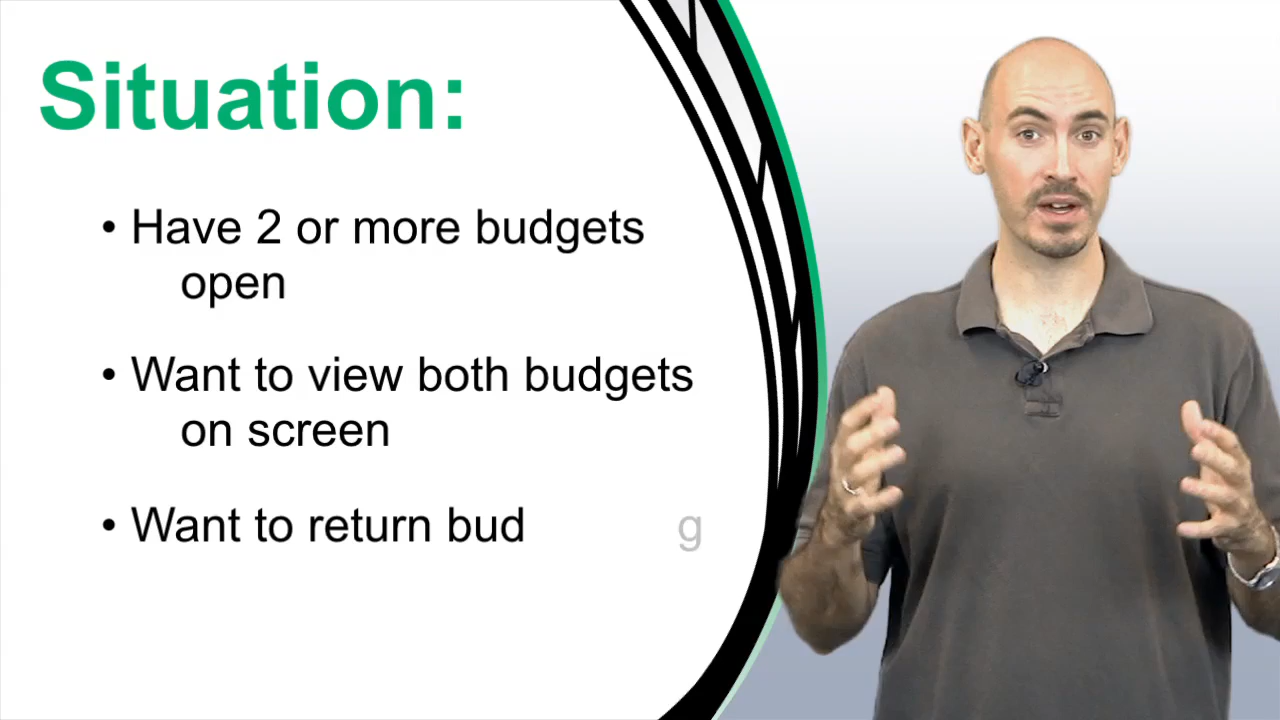 Situation:
• Have 2 or more budgets
open
• Want to view both budgets
on screen
• Want to return bud g